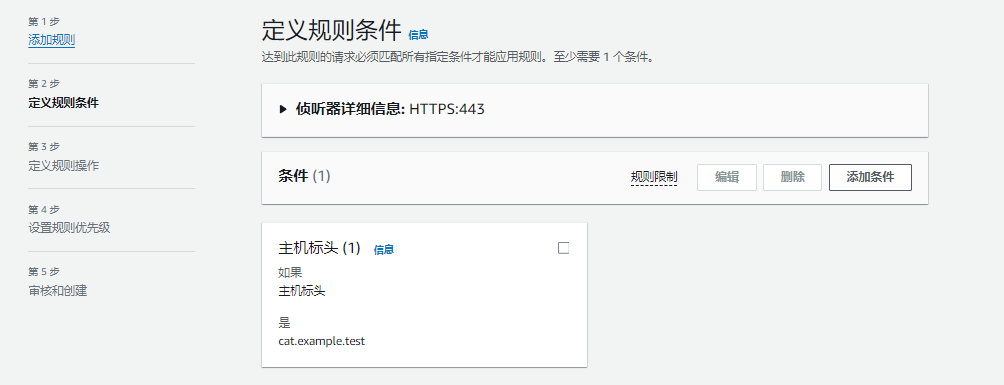 第 1 步
添加规则
第 2 步
定义规则条件
第 3 步
定义规则操作
第 4 步
设置规则优先级
第 5 步
审核和创建
定义规则条件 信息
达到此规则的请求必须匹配所有指定条件才能应用规则。至少需要 1 个条件。
侦听器详细信息: HTTPS:443
条件 (1) 规则限制 编辑 删除 添加条件
主机标头 (1) 信息
如果
主机标头
是
cat.example.test